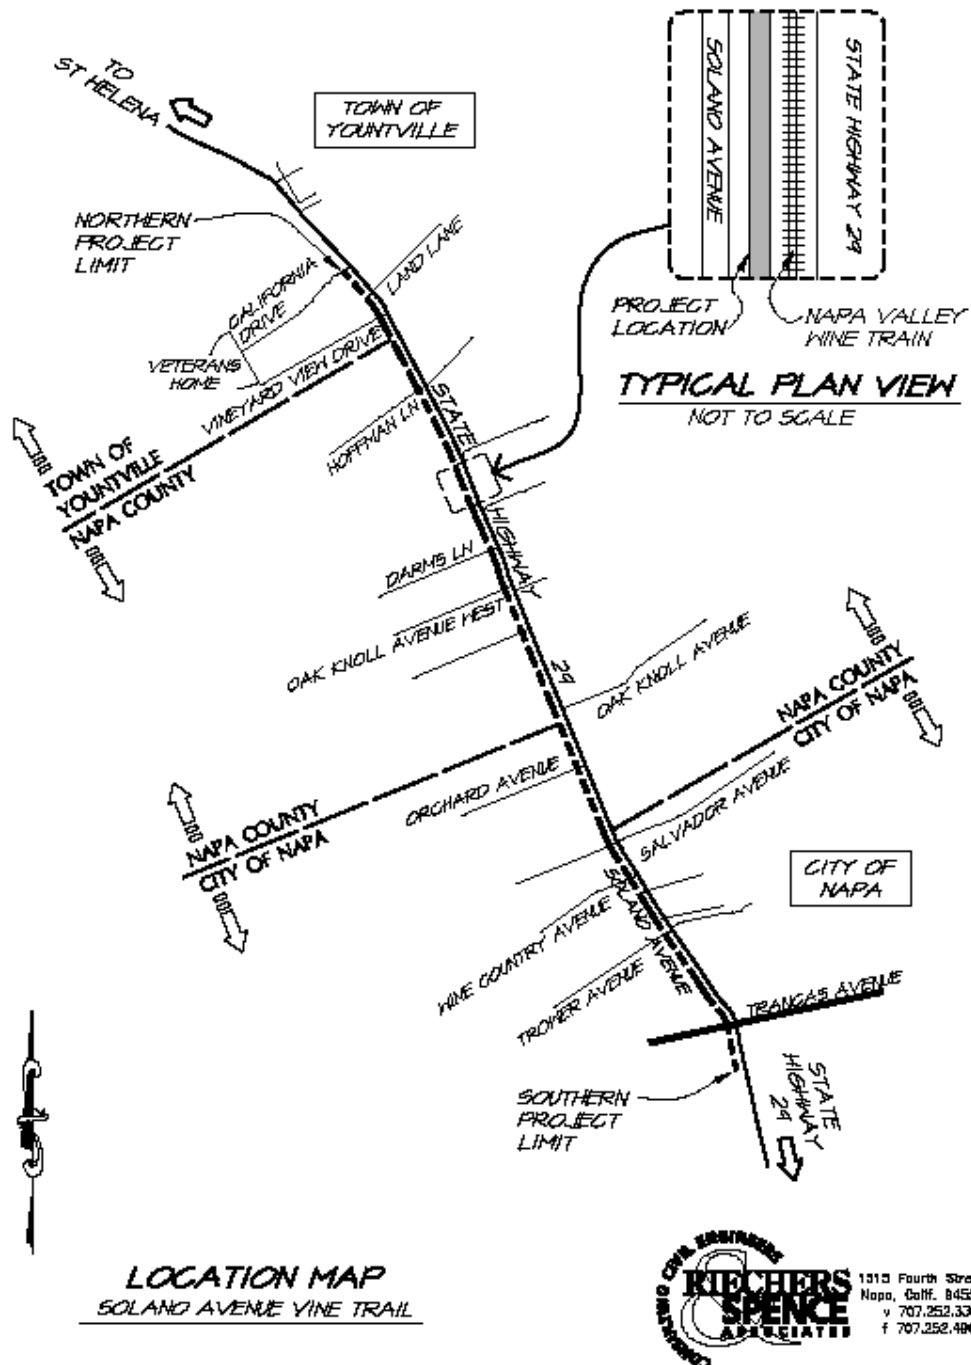 TO
ST HELENA
TOWN OF
YOUNTVILLE
SOLANO AVENUE
STATE HIGHWAY 29
NORTHERN
PROJECT
LIMIT
LAND LANE
CALIFORNIA
DRIVE
VETERANS
HOME
VINEYARD VIEW DRIVE
PROJECT
LOCATION
NAPA VALLEY
WINE TRAIN
TYPICAL PLAN VIEW
NOT TO SCALE
HOFFMAN LN
STATE
HIGHWAY
29
TOWN OF
YOUNTVILLE
NAPA COUNTY
DARMS LN
OAK KNOLL AVENUE WEST
OAK KNOLL AVENUE
NAPA COUNTY
CITY OF NAPA
ORCHARD AVENUE
SALVADOR AVENUE
NAPA COUNTY
CITY OF NAPA
CITY OF
NAPA
SOLANO AVENUE
WINE COUNTRY AVENUE
TROWER AVENUE
TRANCAS AVENUE
SOUTHERN
PROJECT
LIMIT
STATE
HIGHWAY
29
LOCATION MAP
SOLANO AVENUE VINE TRAIL
CONSULTING CIVIL ENGINEERS
&
RIECHERS
SPENCE
ASSOCIATES
1515 Fourth
Napa, Calif.
v 707.252.
f 707.252.